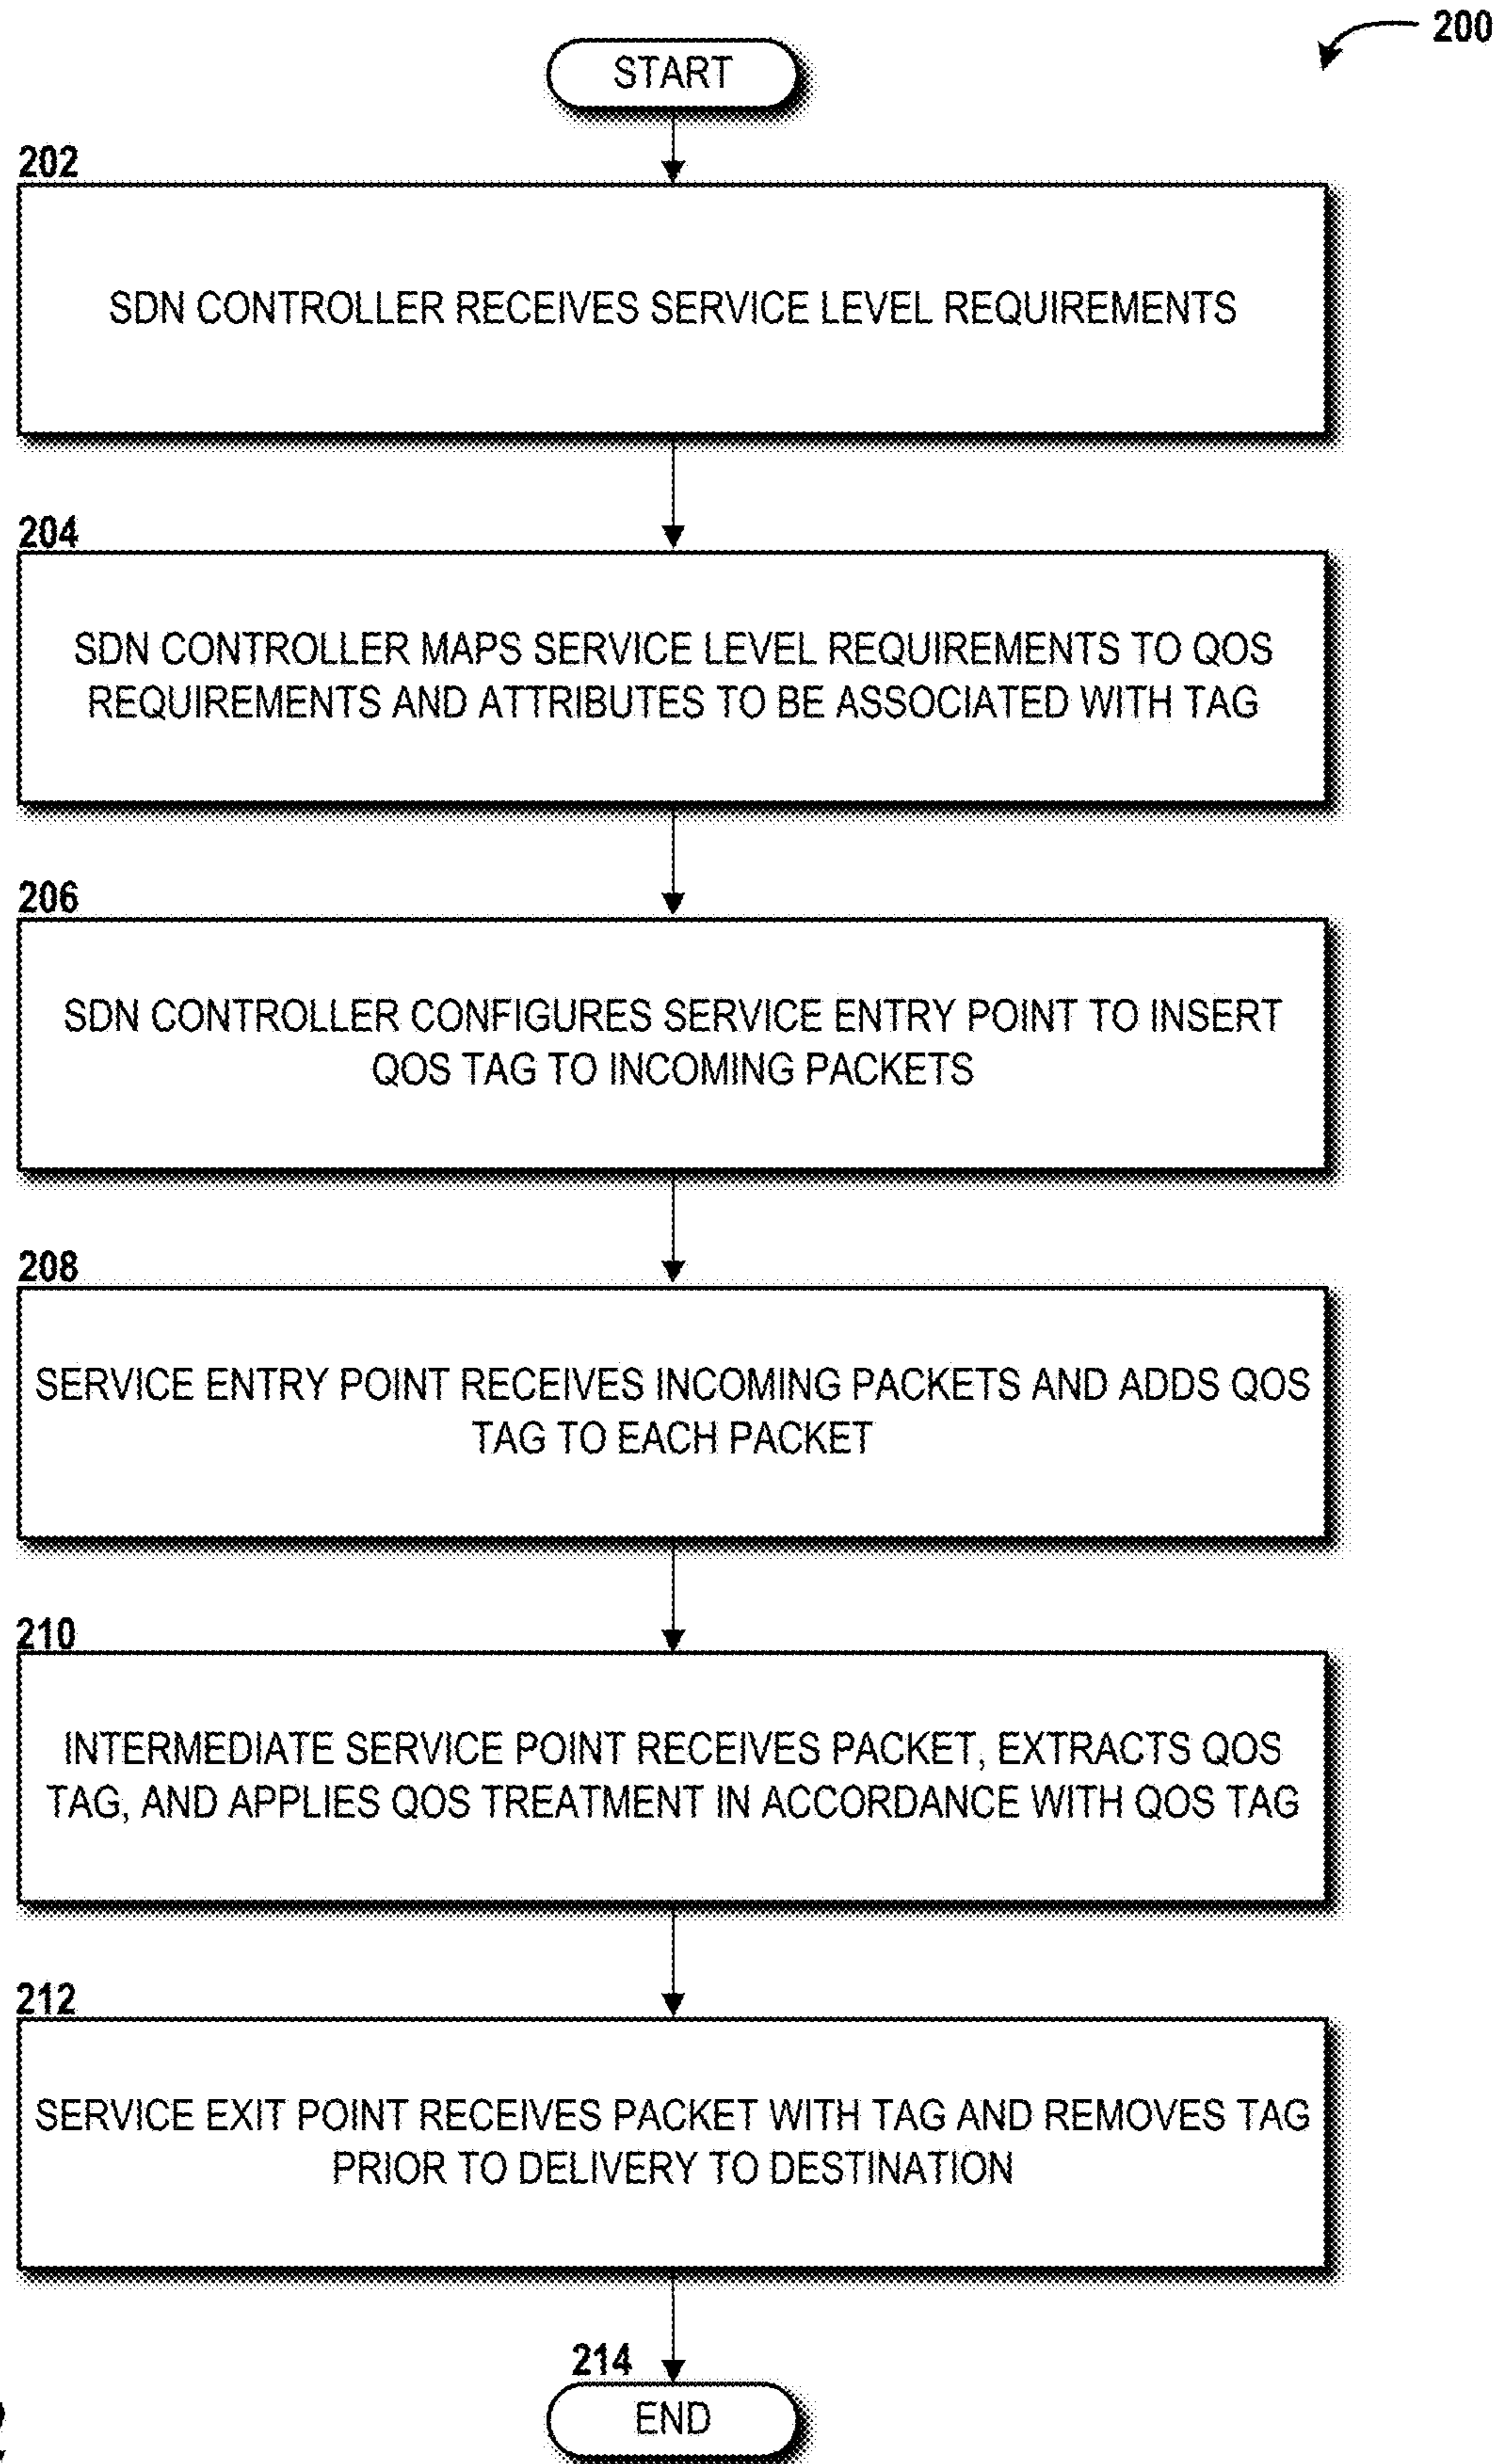 200
START
202
SDN CONTROLLER RECEIVES SERVICE LEVEL REQUIREMENTS
204
SDN CONTROLLER MAPS SERVICE LEVEL REQUIREMENTS TO QOS
REQUIREMENTS AND ATTRIBUTES TO BE ASSOCIATED WITH TAG
206
SDN CONTROLLER CONFIGURES SERVICE ENTRY POINT TO INSERT
QOS TAG TO INCOMING PACKETS
208
SERVICE ENTRY POINT RECEIVES INCOMING PACKETS AND ADDS QOS
TAG TO EACH PACKET
210
INTERMEDIATE SERVICE POINT RECEIVES PACKET, EXTRACTS QOS
TAG, AND APPLIES QOS TREATMENT IN ACCORDANCE WITH QOS TAG
212
SERVICE EXIT POINT RECEIVES PACKET WITH TAG AND REMOVES TAG
PRIOR TO DELIVERY TO DESTINATION
214
END